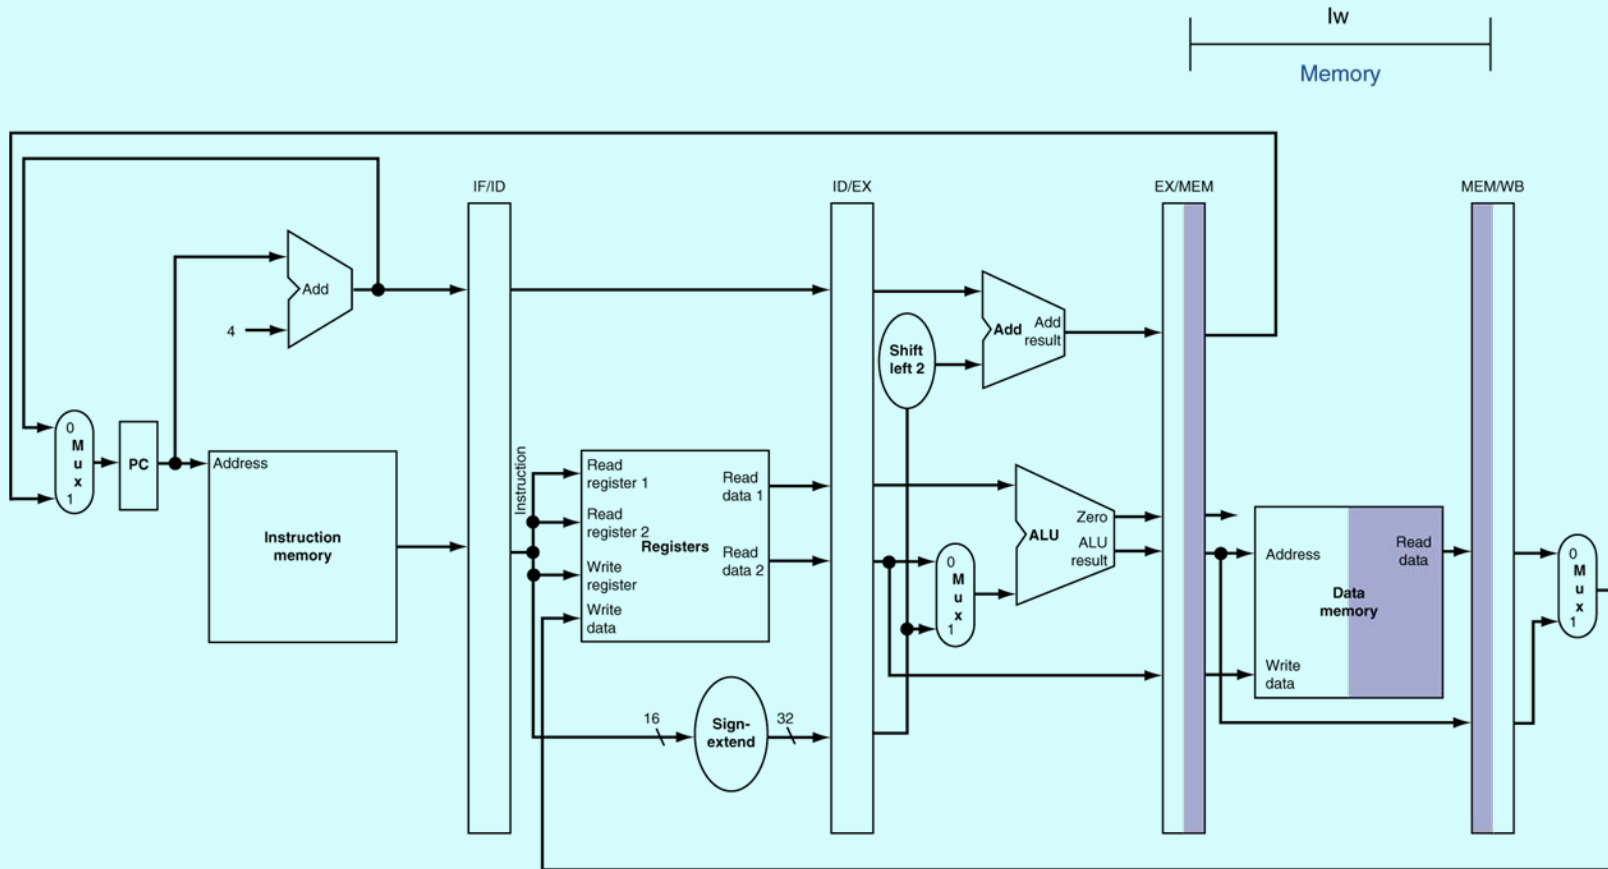 lw
Memory
IF/ID
ID/EX
EX/MEM
MEM/WB
Add
4
Add
Add
result
Shift
left 2
0
M
u
x
1
PC
Address
Instruction
memory
Instruction
Read
register 1
Read
register 2
Write
register
Write
data
Registers
Read
data 1
Read
data 2
16
Sign-
extend
32
0
M
u
x
1
Zero
ALU
ALU
result
Address
Read
data
Data
memory
Write
data
0
M
u
x
1